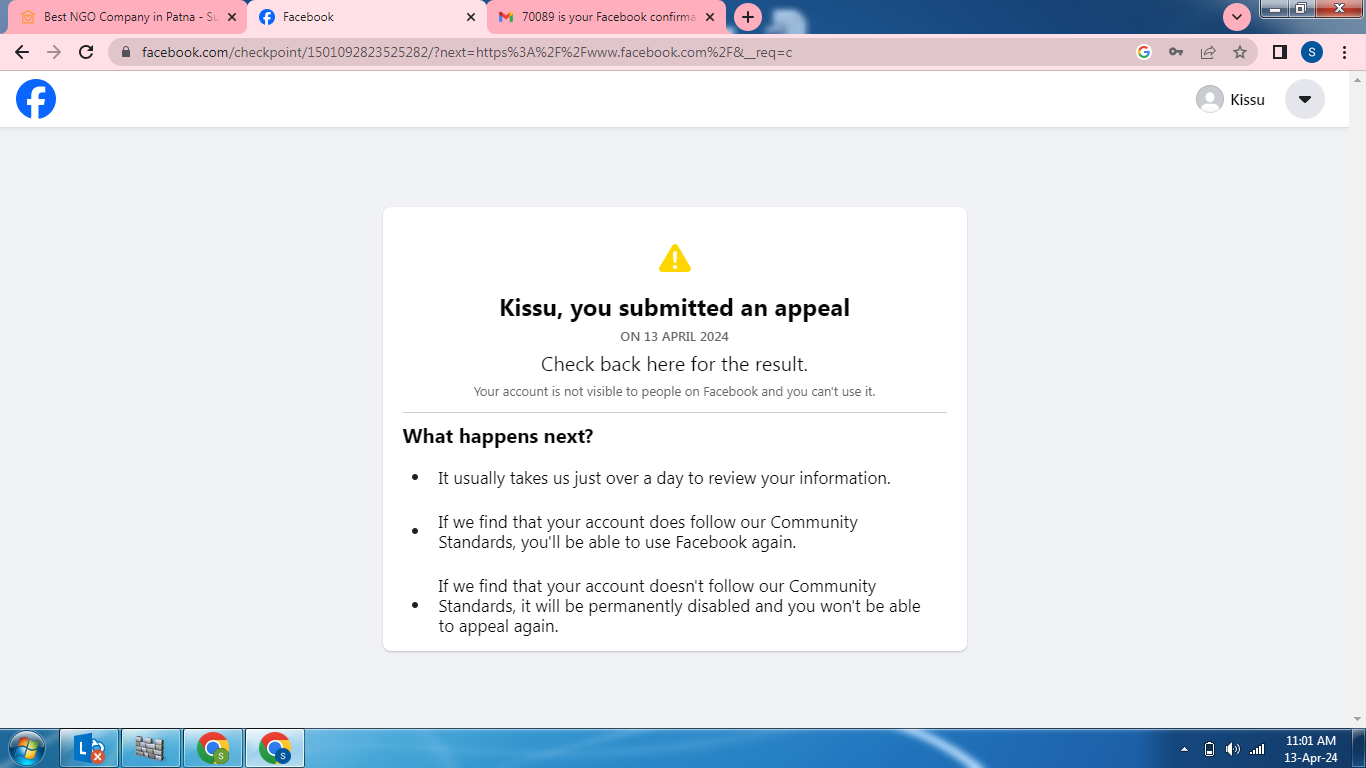 Best NGO Company in Patna - Su
Facebook
70089 is your Facebook confirma
facebook.com/checkpoint/1501092823525282/?next=https%3A%2F%2Fwww.facebook.com%2F&__req=c
S
Kissu
Kissu, you submitted an appeal
ON 13 APRIL 2024
Check back here for the result.
Your account is not visible to people on Facebook and you can't use it.
What happens next?
• It usually takes us just over a day to review your information.
• If we find that your account does follow our Community
Standards, you'll be able to use Facebook again.
• If we find that your account doesn't follow our Community
Standards, it will be permanently disabled and you won't be able
to appeal again.
L
S
S
11:01 AM
13-Apr-24